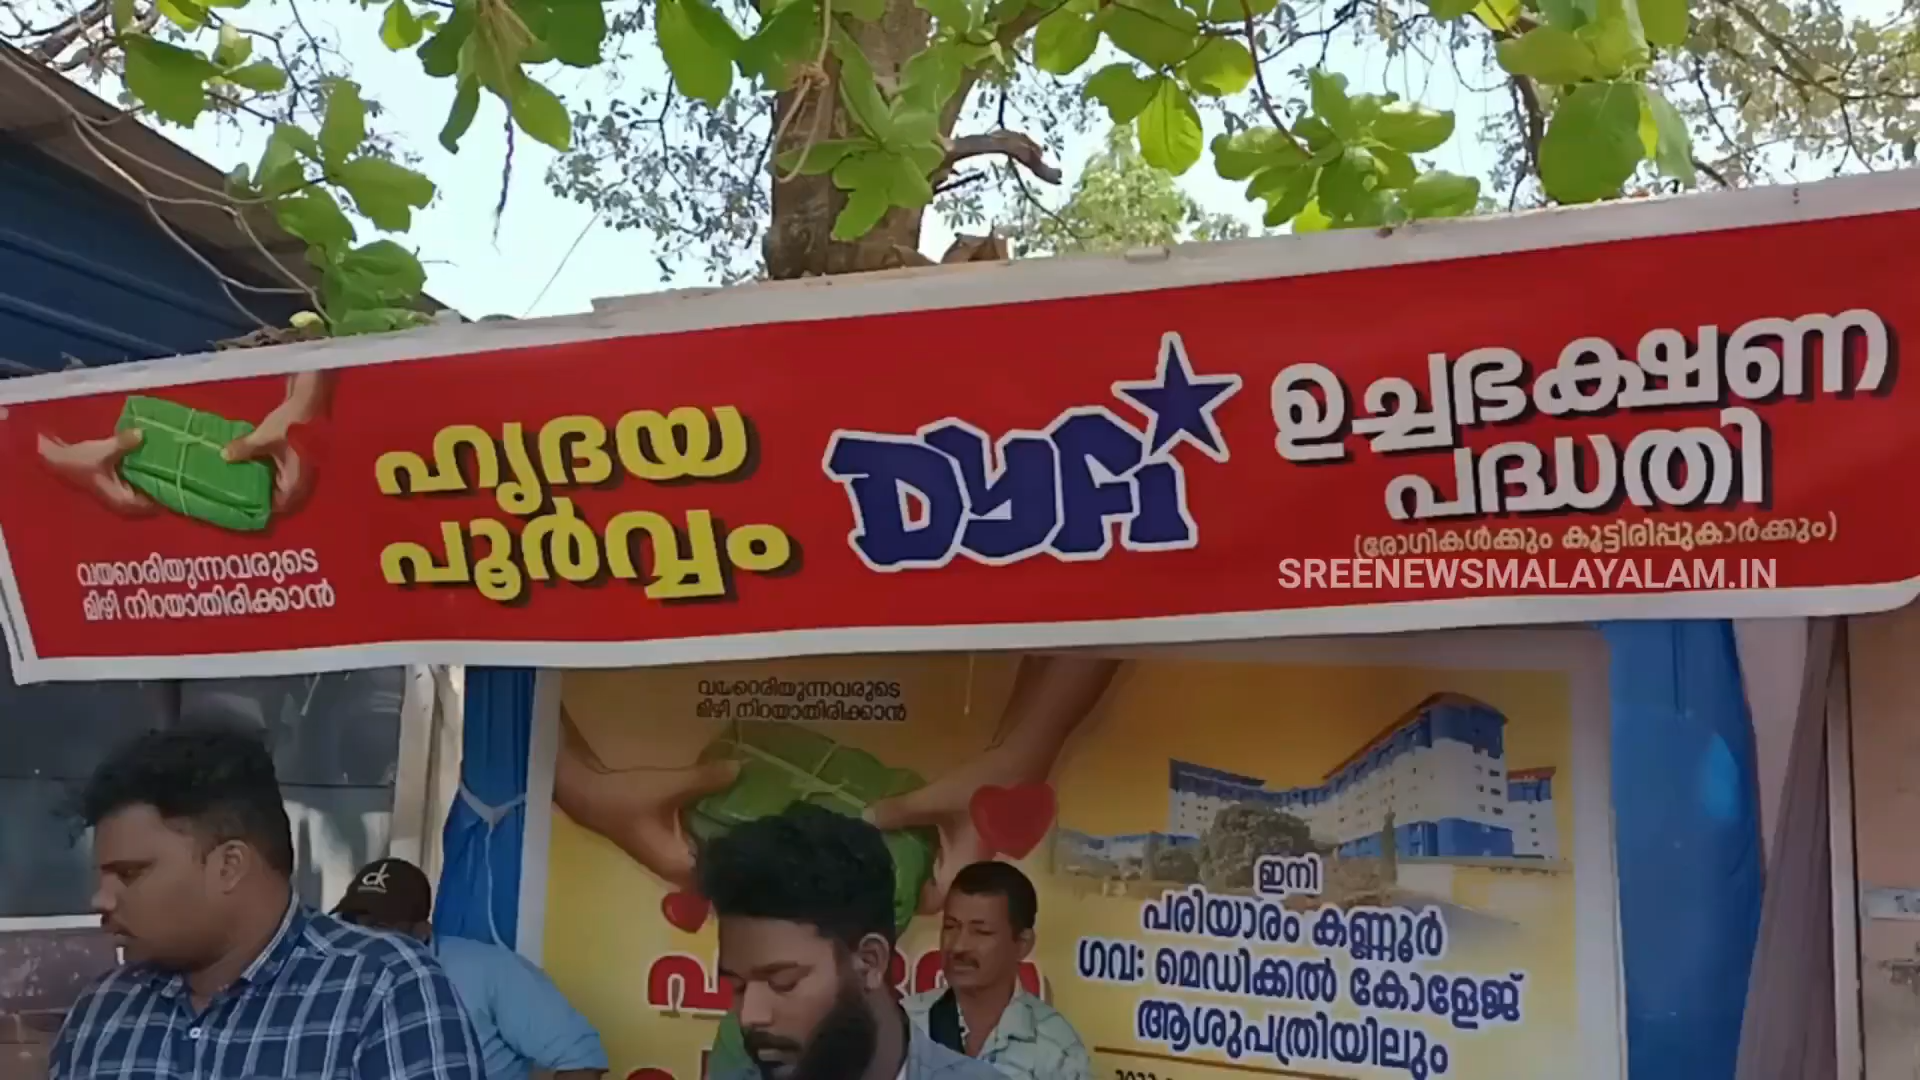 വയറെരിയുന്നവരുടെ
മിഴി നിറയാതിരിക്കാൻ
ഹൃദയ
പൂർവ്വം
DYFi
ഉച്ചഭക്ഷണ
പദ്ധതി
(രോഗികൾക്കും കൂട്ടിരിപ്പുകാർക്കും)
SREENEWSMALAYALAM.IN
വയറെരിയുന്നവരുടെ
മിഴി നിറയാതിരിക്കാൻ
ck
ഇനി
പരിയാരം കണ്ണൂർ
ഗവ: മെഡിക്കൽ കോളേജ്
ആശുപത്രിയിലും